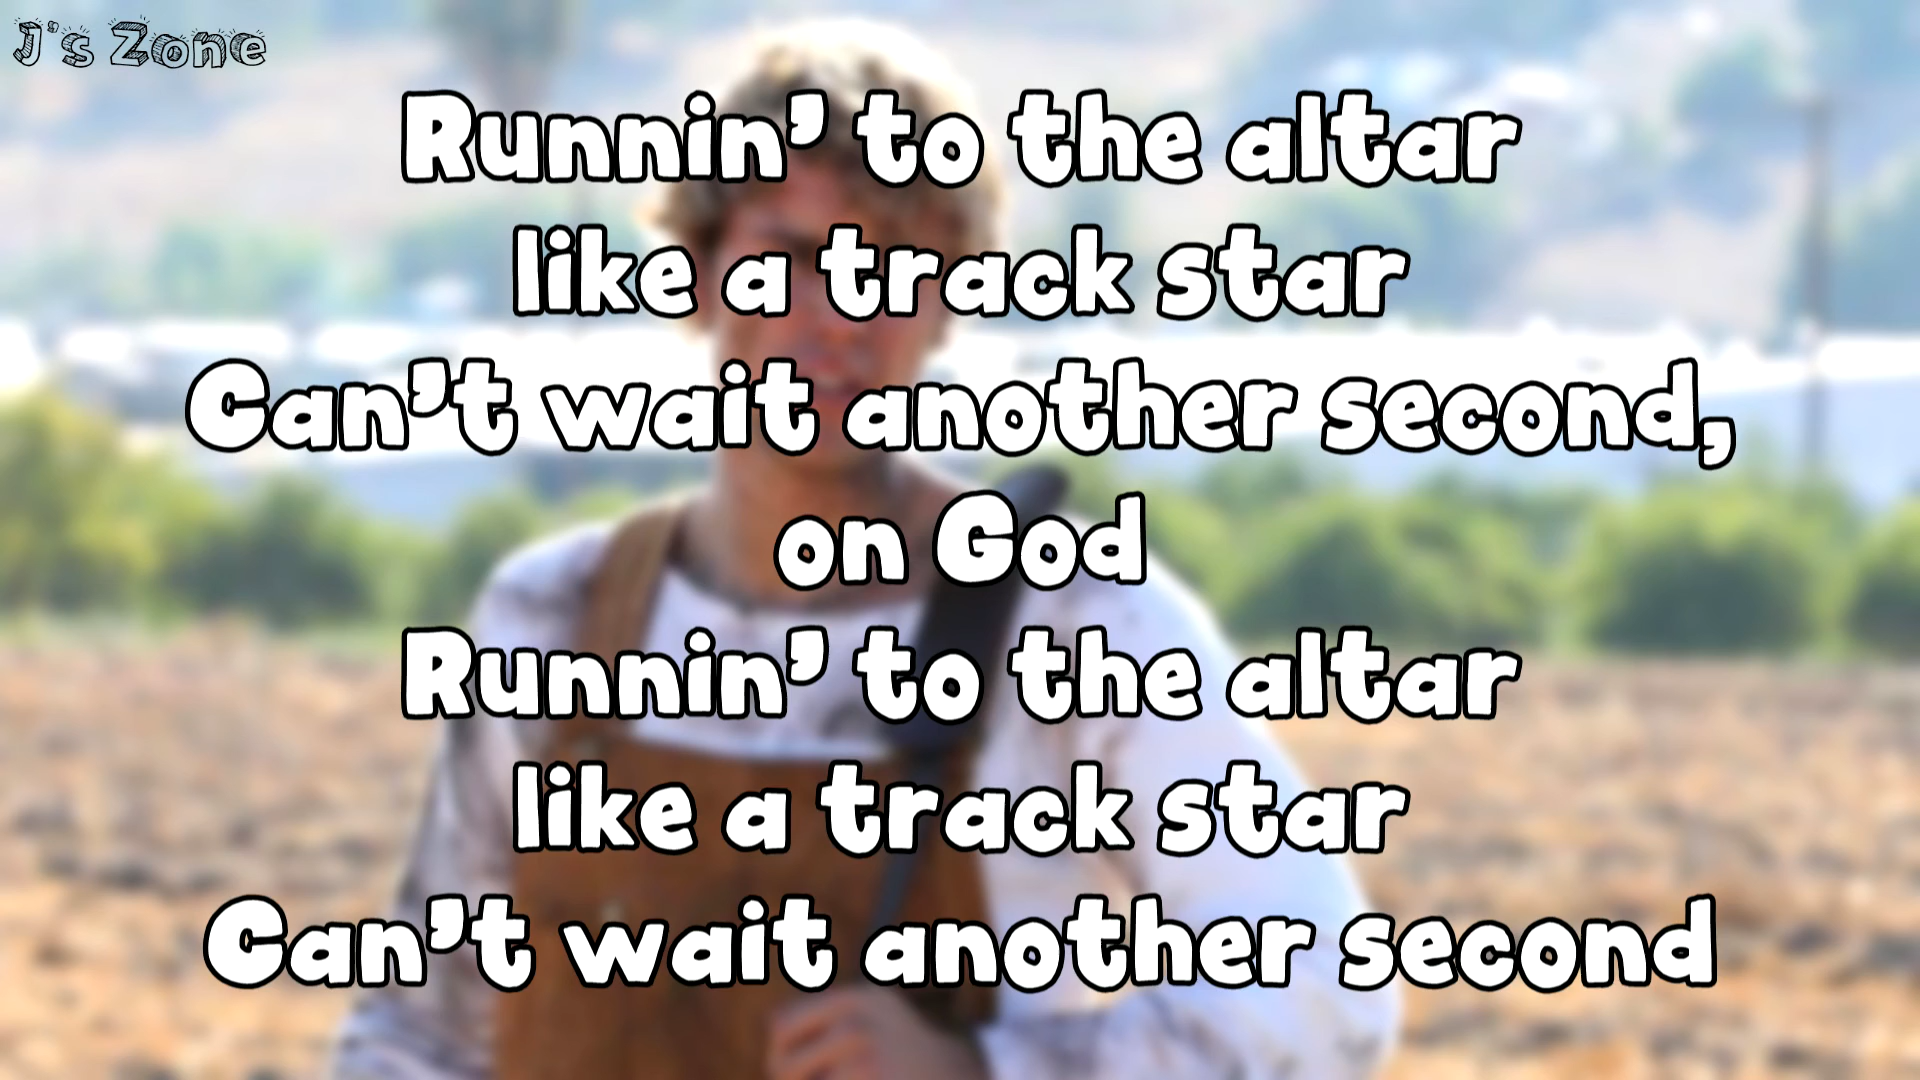 J's Zone
Runnin' to the altar
like a track star
Can't wait another second,
on God
Runnin' to the altar
like a track star
Can't wait another second